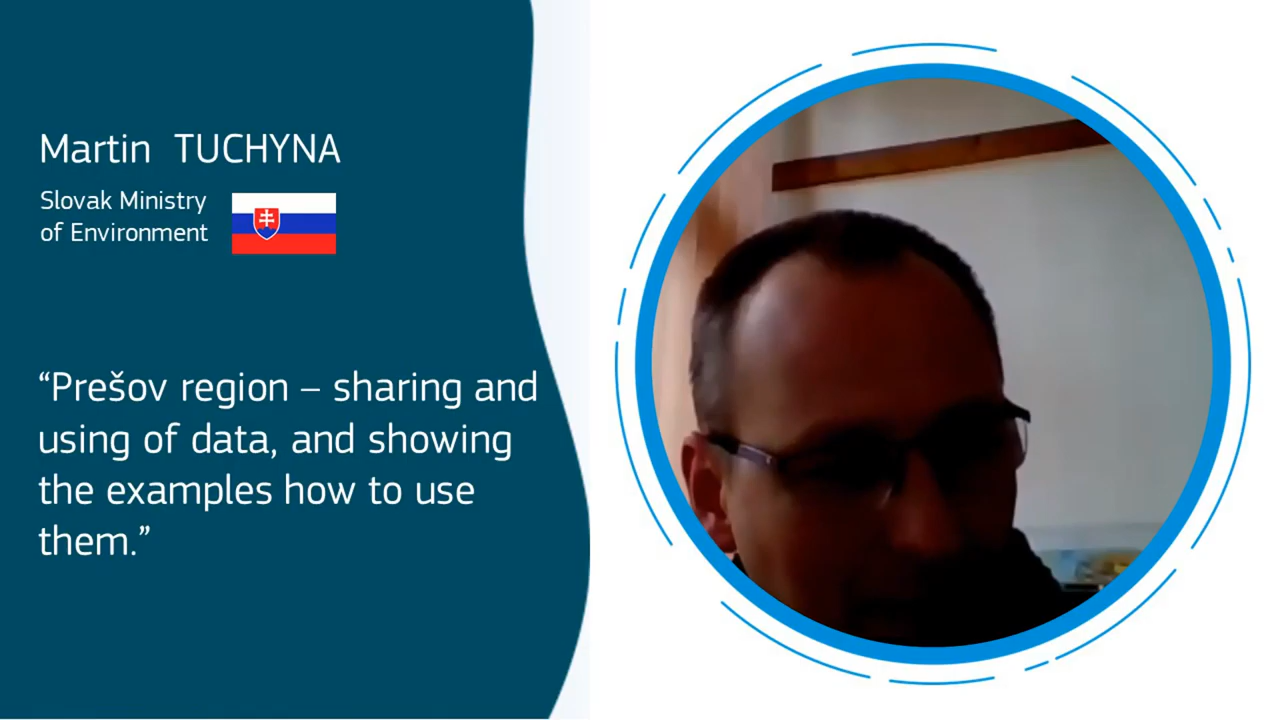 Martin TUCHYNA
Slovak Ministry
of Environment
“Prešov region – sharing and
using of data, and showing
the examples how to use
them.”